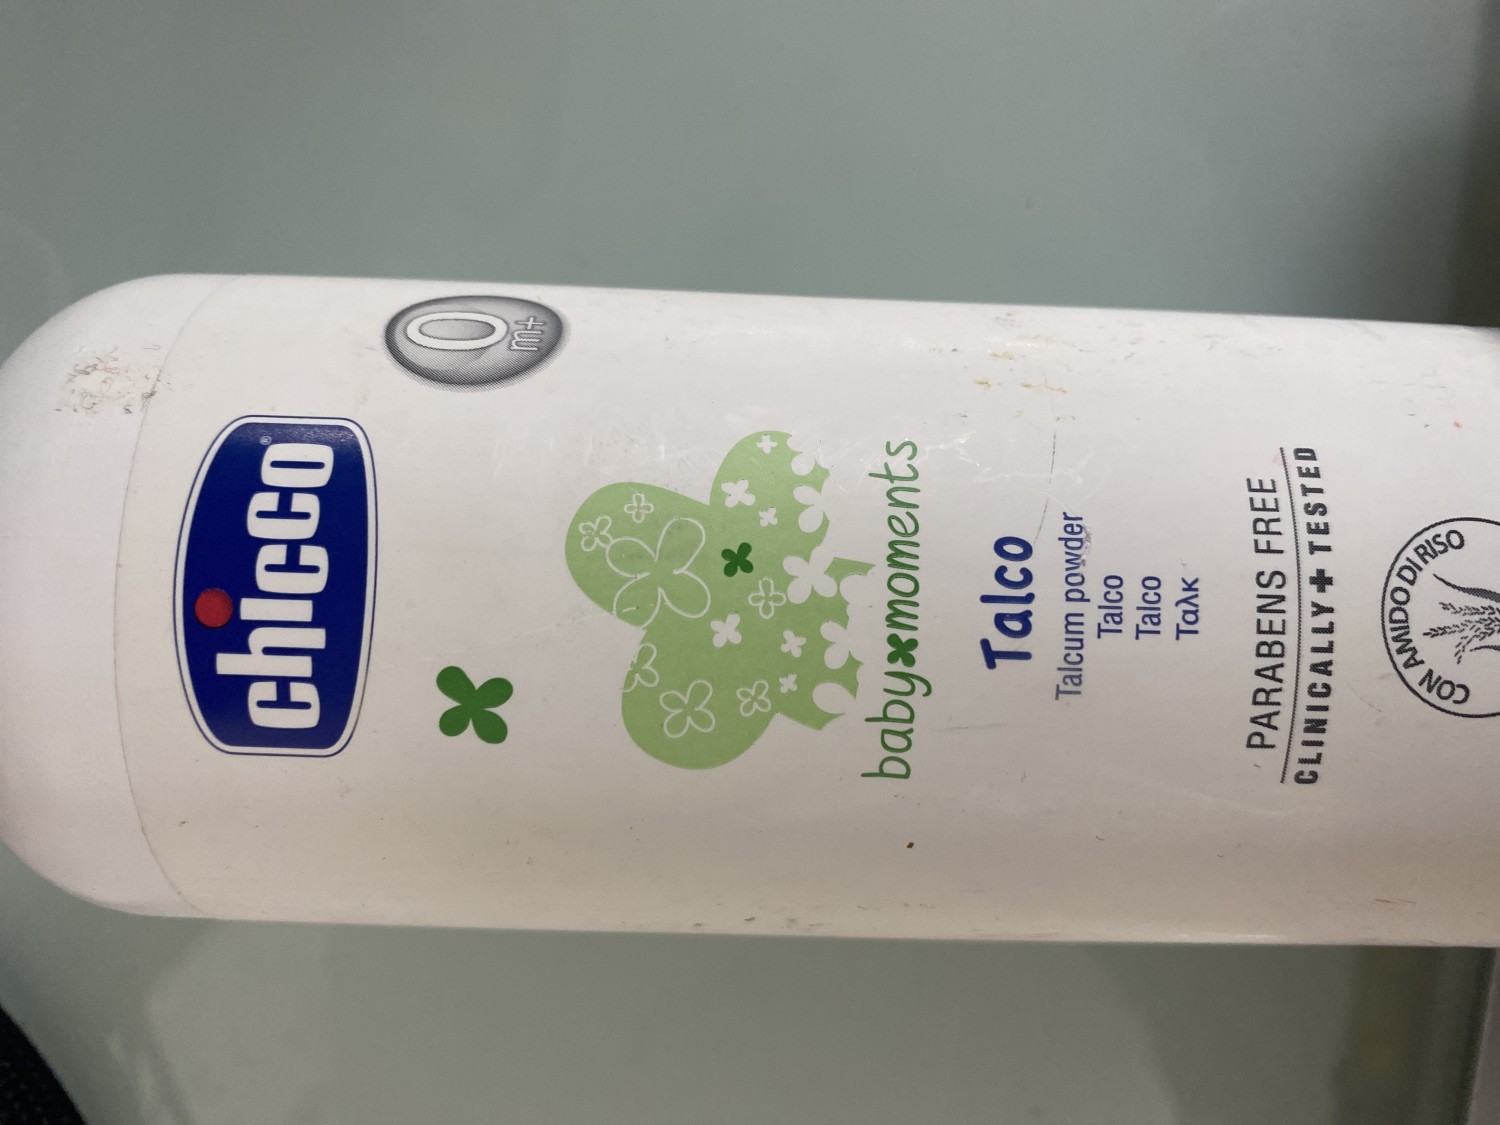 0
m+
chicco®
baby moments
Talco
Talcum powder
Talco
Talco
Ταλκ
PARABENS FREE
CLINICALLY+TESTED
CON AMIDO DI RISO